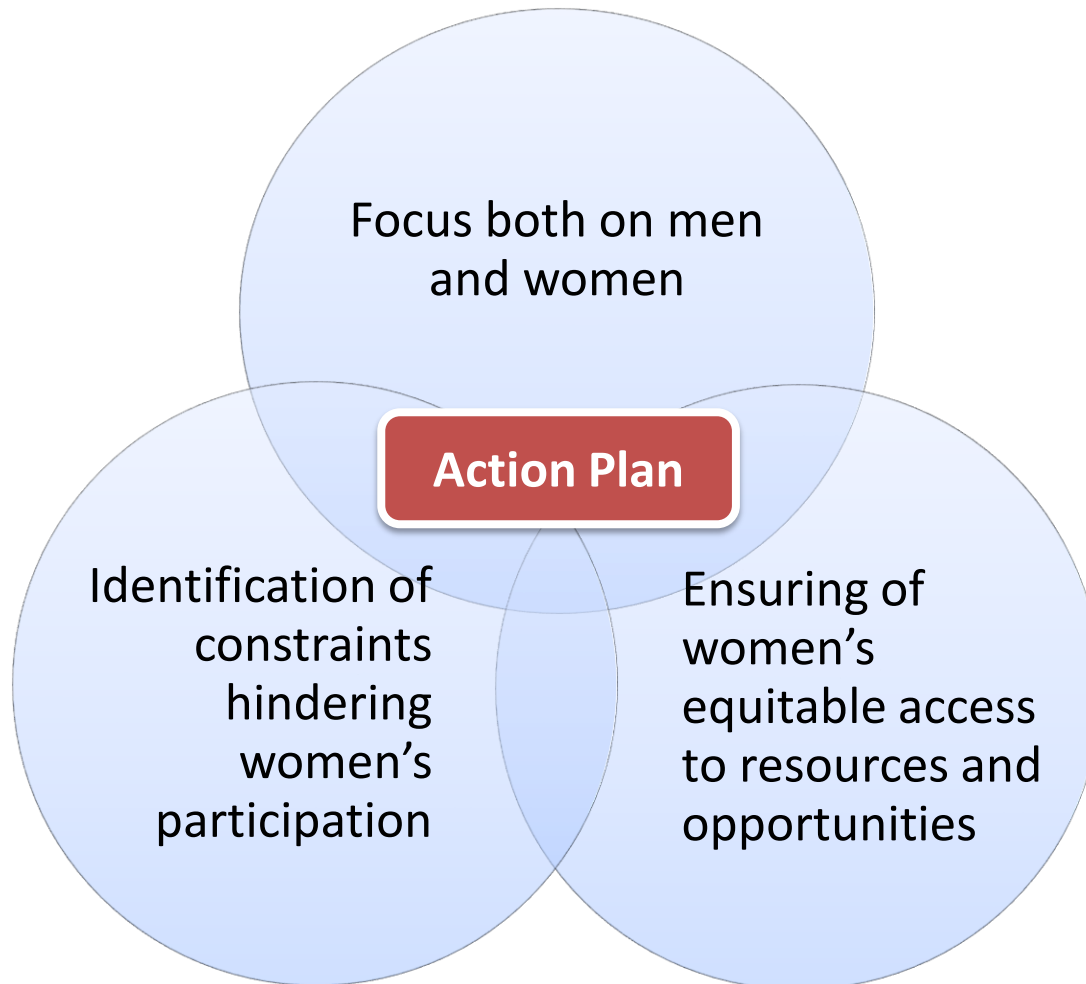 Focus both on men
and women
Action Plan
Identification of
constraints
hindering
women’s
participation
Ensuring of
women’s
equitable access
to resources and
opportunities